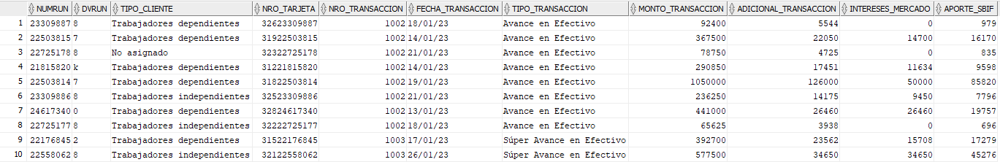 NUMRUN DVRUN TIPO_CLIENTE NRO_TARJETA NRO_TRANSACCION FECHA_TRANSACCION TIPO_TRANSACCION MONTO_TRANSACCION ADICIONAL_TRANSACCION INTERESES_MERCADO APORTE_SBIF
1 23309887 8 Trabajadores dependientes 32623309887 1002 18/01/23 Avance en Efectivo 92400 5544 0 979
2 22503815 7 Trabajadores dependientes 31922503815 1002 14/01/23 Avance en Efectivo 367500 22050 14700 16170
3 22725178 8 No asignado 32322725178 1002 21/01/23 Avance en Efectivo 78750 4725 0 835
4 21815820 k Trabajadores dependientes 31221815820 1002 14/01/23 Avance en Efectivo 290850 17451 11634 9598
5 22503814 7 Trabajadores dependientes 31822503814 1002 19/01/23 Avance en Efectivo 1050000 126000 50000 85820
6 23309886 8 Trabajadores independientes 32523309886 1002 21/01/23 Avance en Efectivo 236250 14175 9450 7796
7 24617340 0 Trabajadores dependientes 32824617340 1002 13/01/23 Avance en Efectivo 441000 26460 26460 19757
8 22725177 8 Trabajadores independientes 32222725177 1002 18/01/23 Avance en Efectivo 65625 3938 0 696
9 22176845 2 Trabajadores dependientes 31522176845 1003 17/01/23 Súper Avance en Efectivo 392700 23562 15708 17279
10 22558062 8 Trabajadores independientes 32122558062 1003 26/01/23 Súper Avance en Efectivo 577500 34650 34650 45276